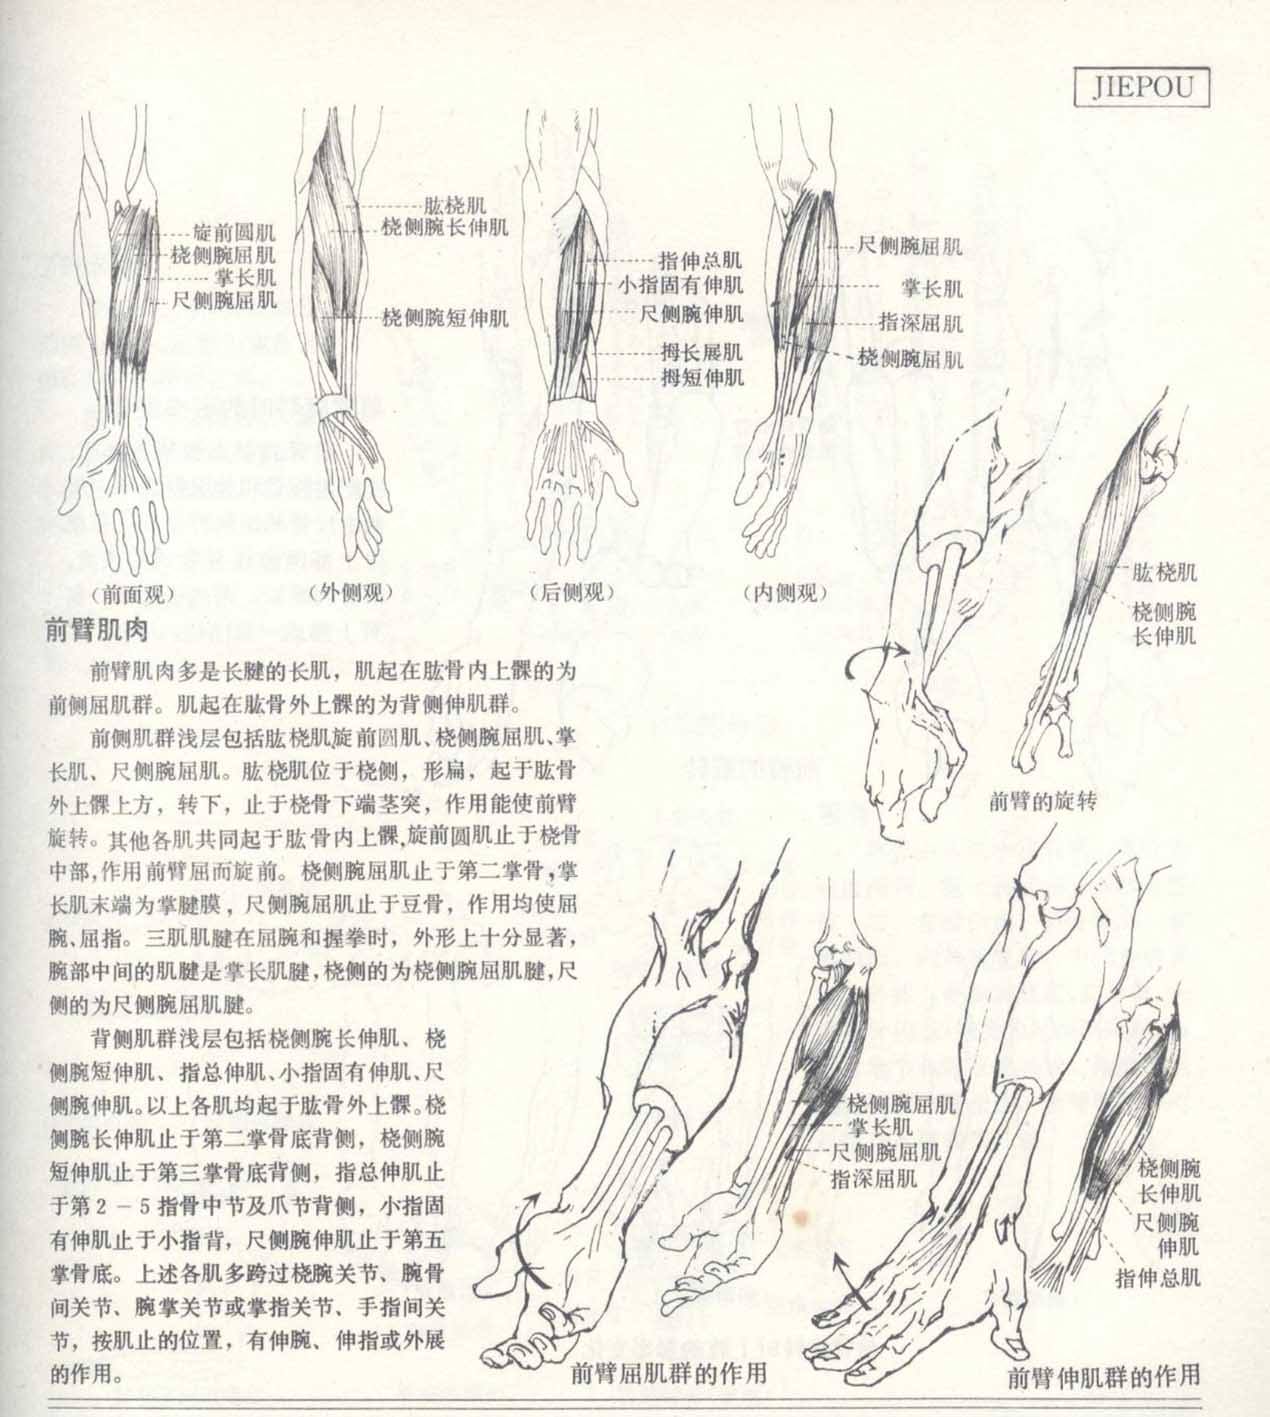 JIEPOU
旋前圆肌
桡侧腕屈肌
掌长肌
尺侧腕屈肌
(前面观)
肱桡肌
桡侧腕长伸肌
桡侧腕短伸肌
(外侧观)
指伸总肌
小指固有伸肌
尺侧腕伸肌
拇长展肌
拇短伸肌
(后侧观)
尺侧腕屈肌
掌长肌
指深屈肌
桡侧腕屈肌
(内侧观)
肱桡肌
桡侧腕
长伸肌
前臂的旋转
前臂肌肉
前臂肌肉多是长腱的长肌，肌起在肱骨内上髁的为
前侧屈肌群。肌起在肱骨外上髁的为背侧伸肌群。
前侧肌群浅层包括肱桡肌旋前圆肌、桡侧腕屈肌、掌
长肌、尺侧腕屈肌。肱桡肌位于桡侧，形扁，起于肱骨
外上髁上方，转下，止于桡骨下端茎突，作用能使前臂
旋转。其他各肌共同起于肱骨内上髁,旋前圆肌止于桡骨
中部,作用前臂屈而旋前。桡侧腕屈肌止于第二掌骨,掌
长肌末端为掌腱膜，尺侧腕屈肌止于豆骨，作用均使屈
腕、屈指。三肌肌腱在屈腕和握拳时，外形上十分显著，
腕部中间的肌腱是掌长肌腱,桡侧的为桡侧腕屈肌腱,尺
侧的为尺侧腕屈肌腱。
背侧肌群浅层包括桡侧腕长伸肌、桡
侧腕短伸肌、指总伸肌、小指固有伸肌、尺
侧腕伸肌。以上各肌均起于肱骨外上髁。桡
侧腕长伸肌止于第二掌骨底背侧，桡侧腕
短伸肌止于第三掌骨底背侧，指总伸肌止
于第2－5指骨中节及爪节背侧，小指固
有伸肌止于小指背，尺侧腕伸肌止于第五
掌骨底。上述各肌多跨过桡腕关节、腕骨
间关节、腕掌关节或掌指关节、手指间关
节，按肌止的位置，有伸腕、伸指或外展
的作用。
桡侧腕屈肌
掌长肌
尺侧腕屈肌
指深屈肌
前臂屈肌群的作用
桡侧腕
长伸肌
尺侧腕
伸肌
指伸总肌
前臂伸肌群的作用